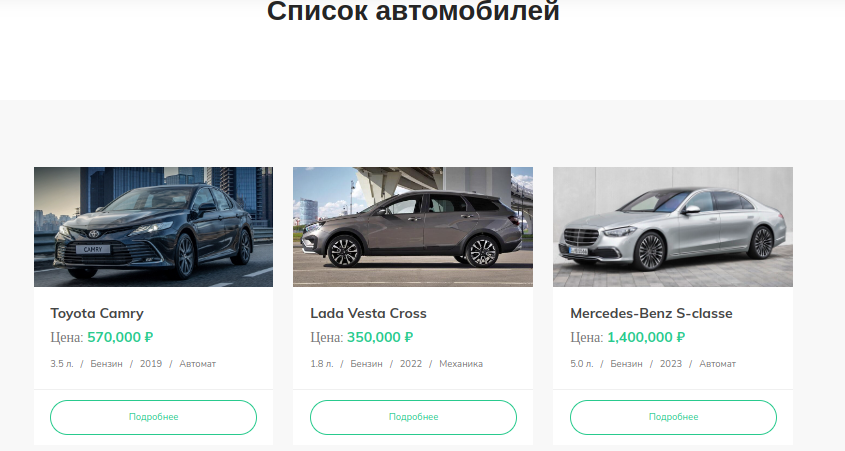 Список автомобилей
CAMRY
Toyota Camry
Цена: 570,000 ₽
3.5 л. / Бензин / 2019 / Автомат
Подробнее
Lada Vesta Cross
Цена: 350,000 ₽
1.8 л. / Бензин / 2022 / Механика
Подробнее
Mercedes-Benz S-classe
Цена: 1,400,000 ₽
5.0 л. / Бензин / 2023 / Автомат
Подробнее